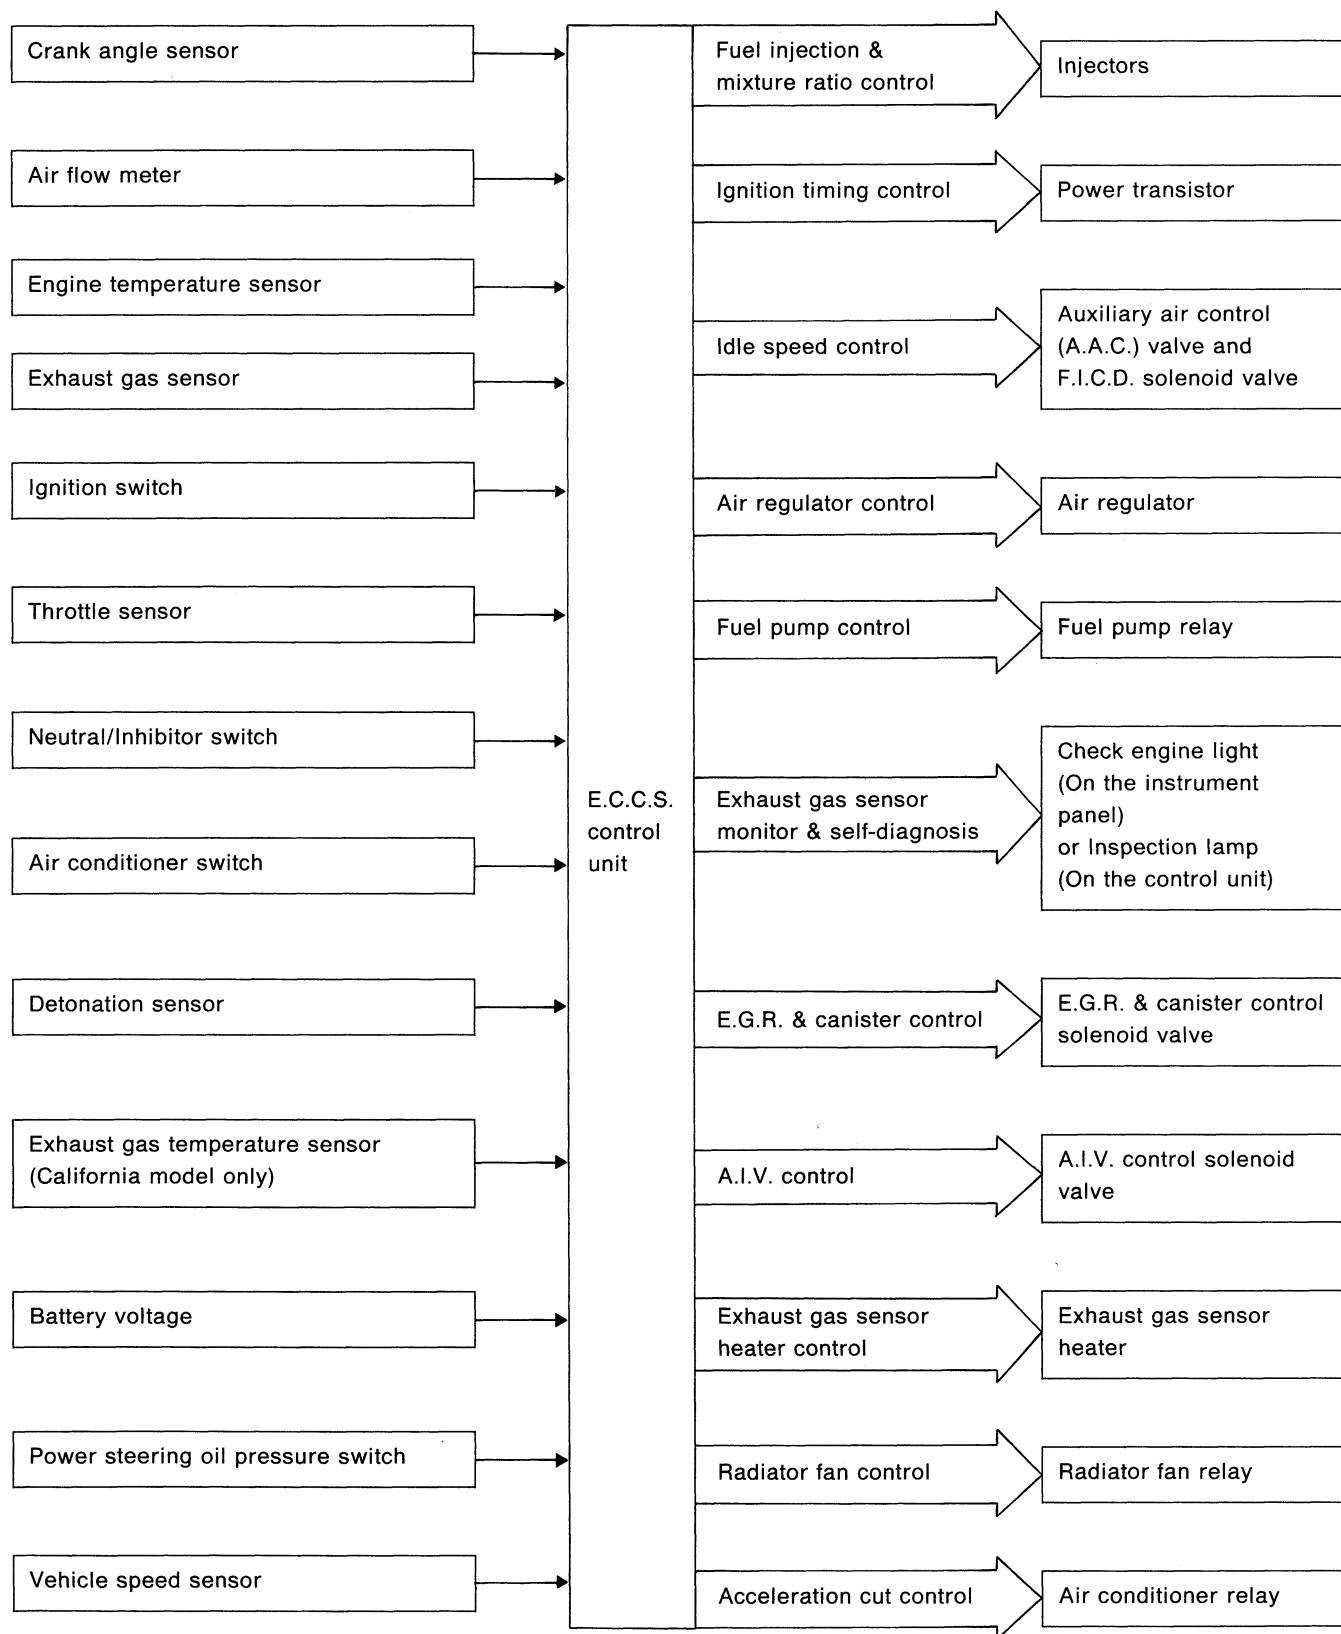 Crank angle sensor
Air flow meter
Engine temperature sensor
Exhaust gas sensor
Ignition switch
Throttle sensor
Neutral/Inhibitor switch
Air conditioner switch
Detonation sensor
Exhaust gas temperature sensor
(California model only)
Battery voltage
Power steering oil pressure switch
Vehicle speed sensor
E.C.C.S.
control
unit
Fuel injection &
mixture ratio control
Ignition timing control
Idle speed control
Air regulator control
Fuel pump control
Exhaust gas sensor
monitor & self-diagnosis
E.G.R. & canister control
A.I.V. control
Exhaust gas sensor
heater control
Radiator fan control
Acceleration cut control
Injectors
Power transistor
Auxiliary air control
(A.A.C.) valve and
F.I.C.D. solenoid valve
Air regulator
Fuel pump relay
Check engine light
(On the instrument
panel)
or Inspection lamp
(On the control unit)
E.G.R. & canister control
solenoid valve
A.I.V. control solenoid
valve
Exhaust gas sensor
heater
Radiator fan relay
Air conditioner relay